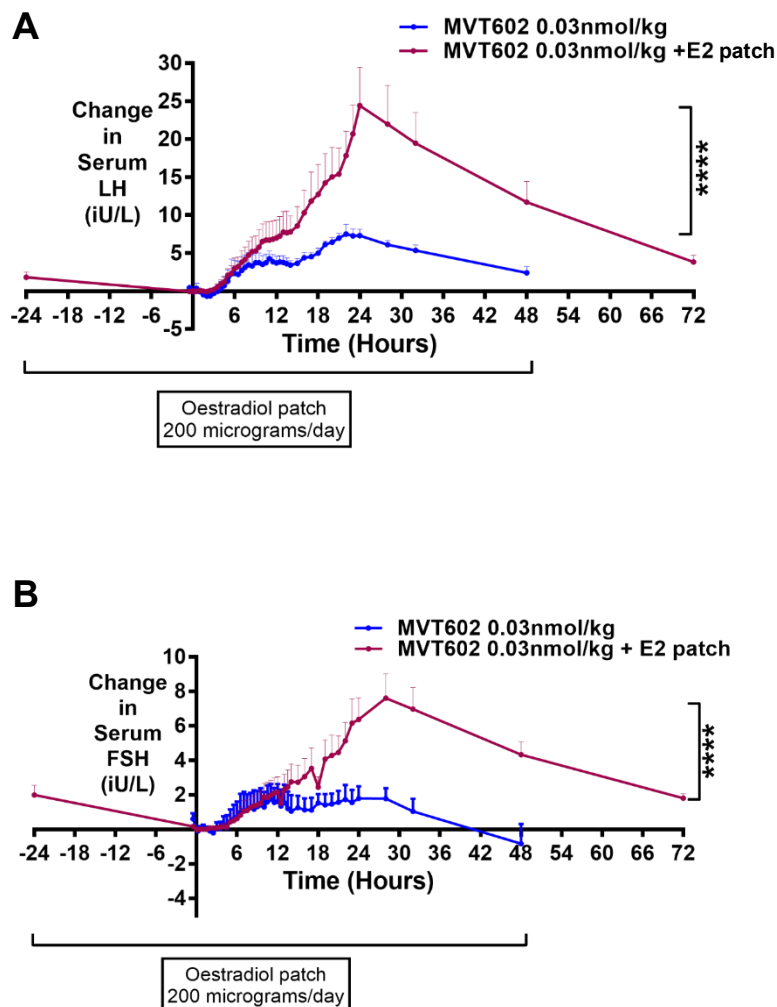 A
MVT602 0.03nmol/kg
MVT602 0.03nmol/kg +E2 patch
Change
in
Serum
LH
(iU/L)
30
25
20
15
10
5
-5
****
-24 -18 -12 -6 6 12 18 24 30 36 42 48 54 60 66 72
Time (Hours)
Oestradiol patch
200 micrograms/day
B
MVT602 0.03nmol/kg
MVT602 0.03nmol/kg + E2 patch
Change
in
Serum
FSH
(iU/L)
10
8
6
4
2
-2
-4
****
-24 -18 -12 -6 6 12 18 24 30 36 42 48 54 60 66 72
Time (Hours)
Oestradiol patch
200 micrograms/day